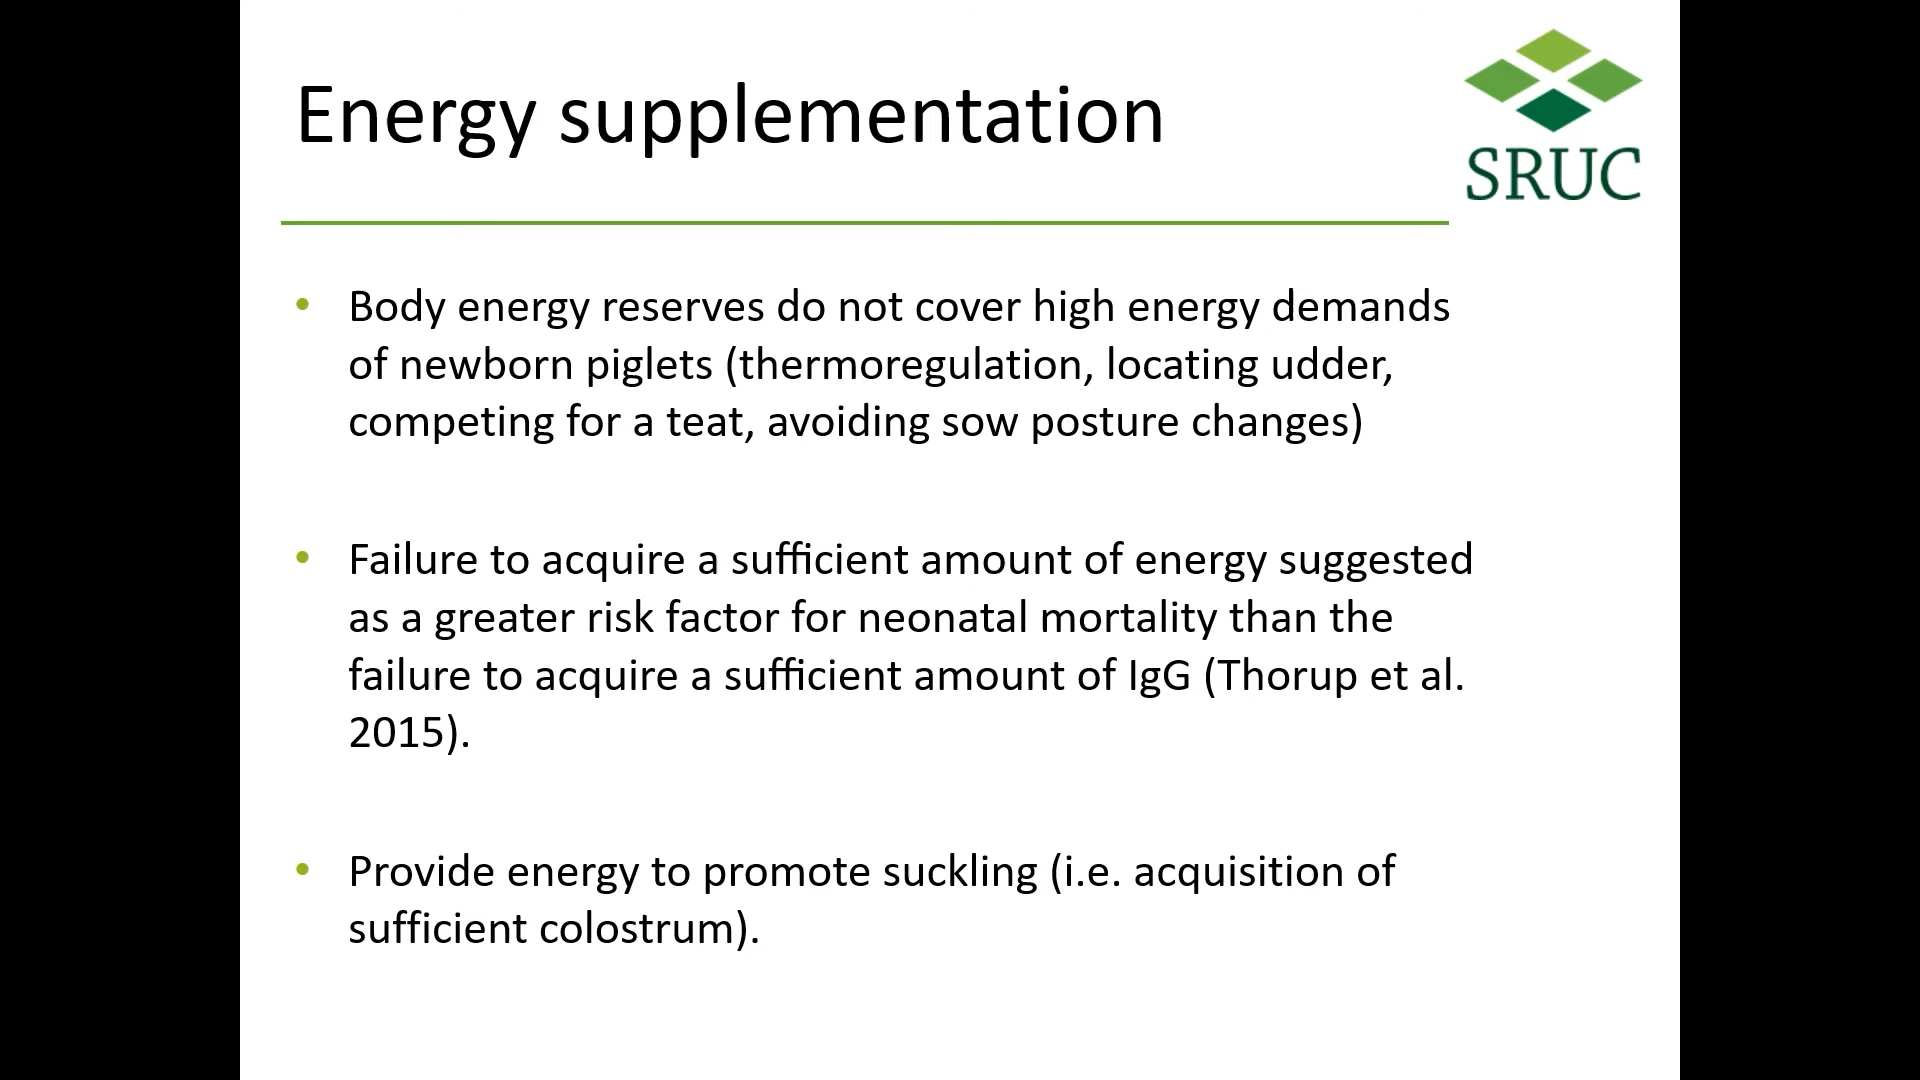 Energy supplementation
SRUC
• Body energy reserves do not cover high energy demands
of newborn piglets (thermoregulation, locating udder,
competing for a teat, avoiding sow posture changes)
• Failure to acquire a sufficient amount of energy suggested
as a greater risk factor for neonatal mortality than the
failure to acquire a sufficient amount of IgG (Thorup et al.
2015).
• Provide energy to promote suckling (i.e. acquisition of
sufficient colostrum).